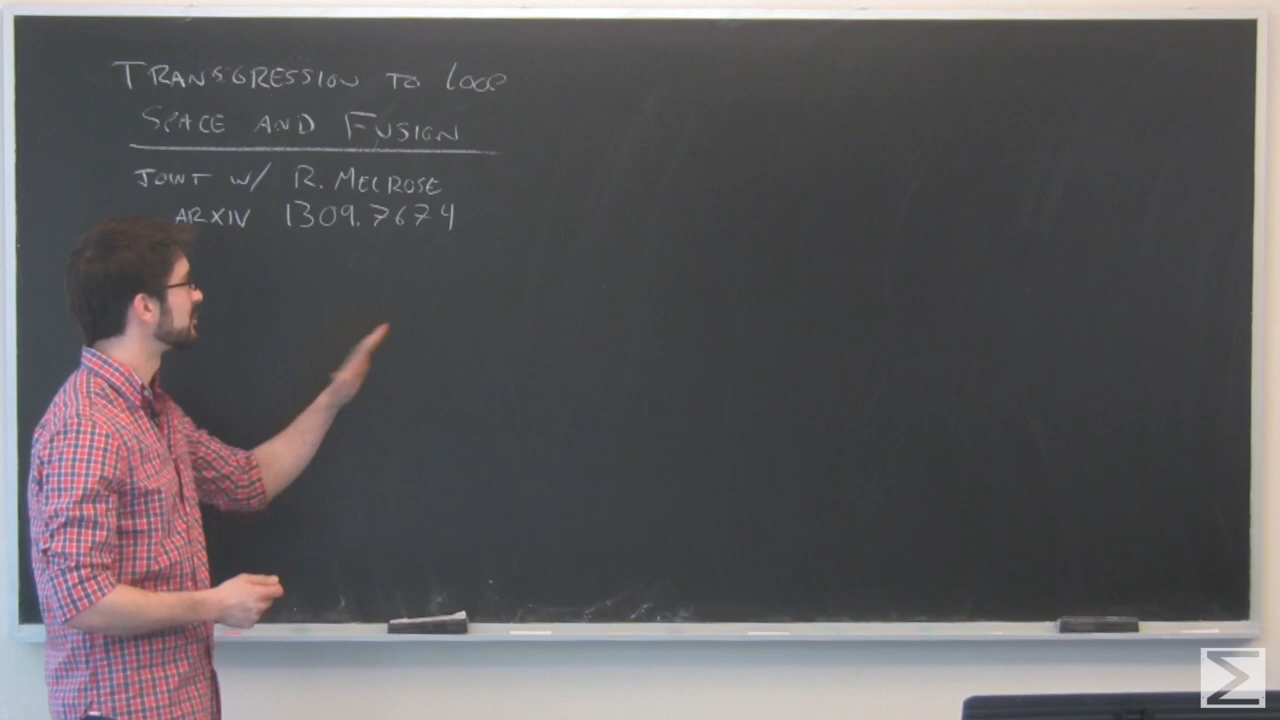 TRANSGRESSION TO LOOP
SPACE AND FUSION
JOINT W/ R. MELROSE
ARXIV 1309.7674